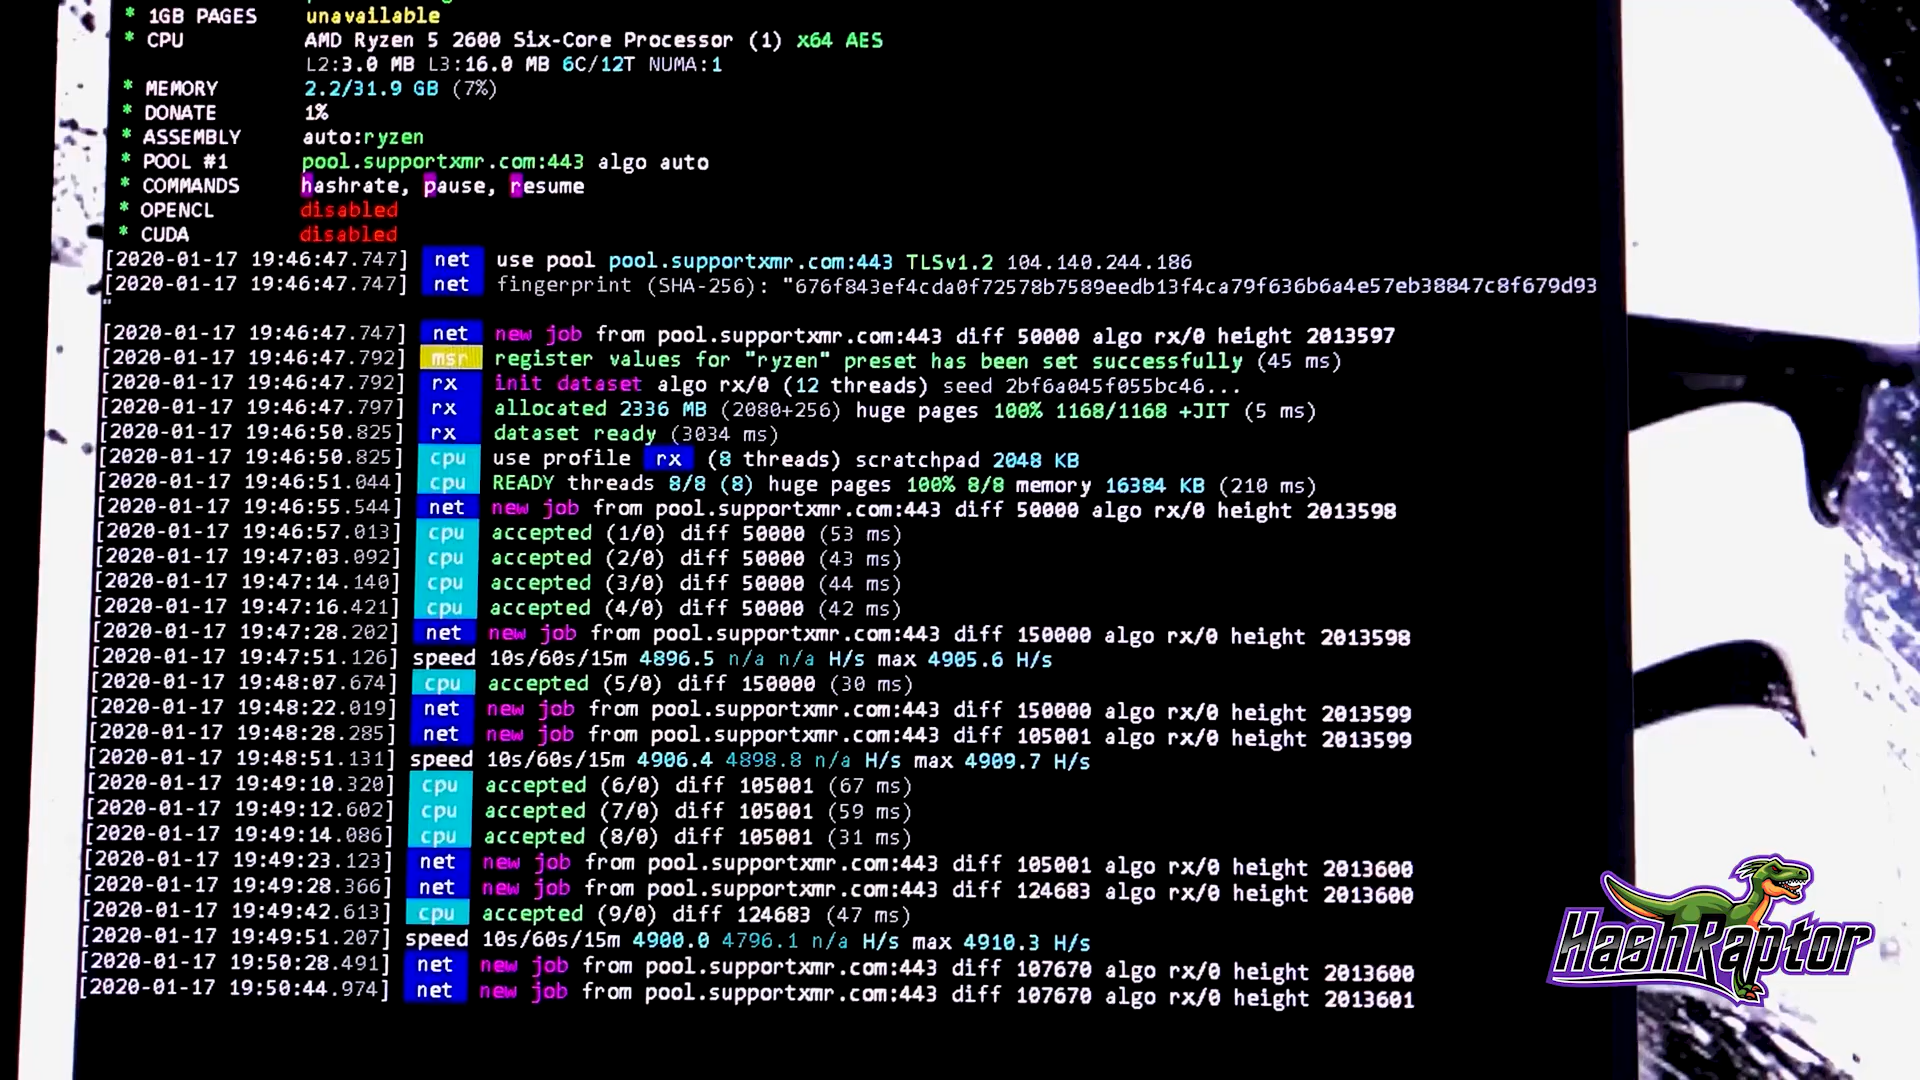 * 1GB PAGES unavailable
* CPU AMD Ryzen 5 2600 Six-Core Processor (1) x64 AES
L2:3.0 MB L3:16.0 MB 6C/12T NUMA:1
* MEMORY 2.2/31.9 GB (7%)
* DONATE 1%
* ASSEMBLY auto:ryzen
* POOL #1 pool.supportxmr.com:443 algo auto
* COMMANDS hashrate, pause, resume
* OPENCL disabled
* CUDA disabled
[2020-01-17 19:46:47.747] net use pool pool.supportxmr.com:443 TLSv1.2 104.140.244.186
[2020-01-17 19:46:47.747] net fingerprint (SHA-256): "676f843ef4cda0f72578b7589eedb13f4ca79f636b6a4e57eb38847c8f679d93
"
[2020-01-17 19:46:47.747] net new job from pool.supportxmr.com:443 diff 50000 algo rx/0 height 2013597
[2020-01-17 19:46:47.792] msr register values for "ryzen" preset has been set successfully (45 ms)
[2020-01-17 19:46:47.792] rx init dataset algo rx/0 (12 threads) seed 2bf6a045f055bc46...
[2020-01-17 19:46:47.797] rx allocated 2336 MB (2080+256) huge pages 100% 1168/1168 +JIT (5 ms)
[2020-01-17 19:46:50.825] rx dataset ready (3034 ms)
[2020-01-17 19:46:50.825] cpu use profile rx (8 threads) scratchpad 2048 KB
[2020-01-17 19:46:51.044] cpu READY threads 8/8 (8) huge pages 100% 8/8 memory 16384 KB (210 ms)
[2020-01-17 19:46:55.544] net new job from pool.supportxmr.com:443 diff 50000 algo rx/0 height 2013598
[2020-01-17 19:46:57.013] cpu accepted (1/0) diff 50000 (53 ms)
[2020-01-17 19:47:03.092] cpu accepted (2/0) diff 50000 (43 ms)
[2020-01-17 19:47:14.140] cpu accepted (3/0) diff 50000 (44 ms)
[2020-01-17 19:47:16.421] cpu accepted (4/0) diff 50000 (42 ms)
[2020-01-17 19:47:28.202] net new job from pool.supportxmr.com:443 diff 150000 algo rx/0 height 2013598
[2020-01-17 19:47:51.126] speed 10s/60s/15m 4896.5 n/a n/a H/s max 4905.6 H/s
[2020-01-17 19:48:07.674] cpu accepted (5/0) diff 150000 (30 ms)
[2020-01-17 19:48:22.019] net new job from pool.supportxmr.com:443 diff 150000 algo rx/0 height 2013599
[2020-01-17 19:48:28.285] net new job from pool.supportxmr.com:443 diff 105001 algo rx/0 height 2013599
[2020-01-17 19:48:51.131] speed 10s/60s/15m 4906.4 4898.8 n/a H/s max 4909.7 H/s
[2020-01-17 19:49:10.320] cpu accepted (6/0) diff 105001 (67 ms)
[2020-01-17 19:49:12.602] cpu accepted (7/0) diff 105001 (59 ms)
[2020-01-17 19:49:14.086] cpu accepted (8/0) diff 105001 (31 ms)
[2020-01-17 19:49:23.123] net new job from pool.supportxmr.com:443 diff 105001 algo rx/0 height 2013600
[2020-01-17 19:49:28.366] net new job from pool.supportxmr.com:443 diff 124683 algo rx/0 height 2013600
[2020-01-17 19:49:42.613] cpu accepted (9/0) diff 124683 (47 ms)
[2020-01-17 19:49:51.207] speed 10s/60s/15m 4900.0 4796.1 n/a H/s max 4910.3 H/s
[2020-01-17 19:50:28.491] net new job from pool.supportxmr.com:443 diff 107670 algo rx/0 height 2013600
[2020-01-17 19:50:44.974] net new job from pool.supportxmr.com:443 diff 107670 algo rx/0 height 2013601
HashRaptor